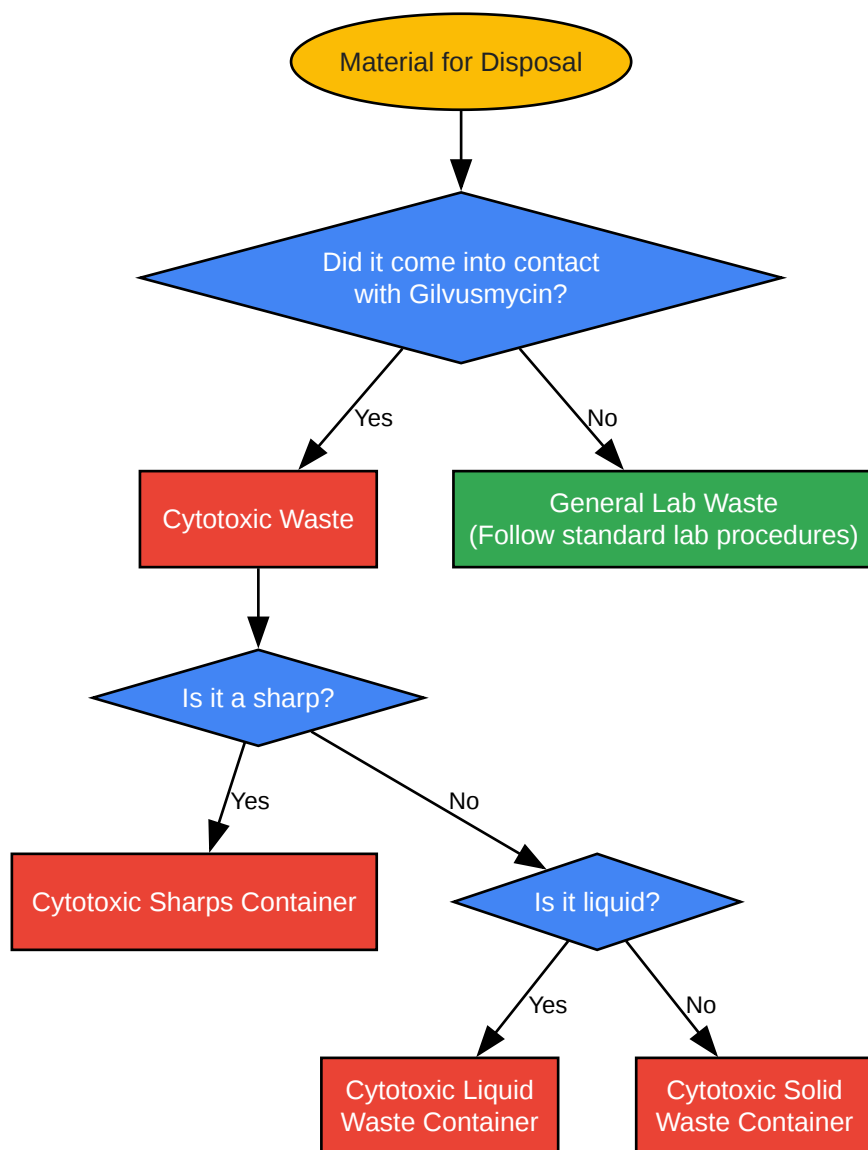 Material for Disposal
Did it come into contact
with Gilvusmycin?
Yes
No
Cytotoxic Waste
General Lab Waste
(Follow standard lab procedures)
Is it a sharp?
Yes
No
Cytotoxic Sharps Container
Is it liquid?
Yes
No
Cytotoxic Liquid
Waste Container
Cytotoxic Solid
Waste Container